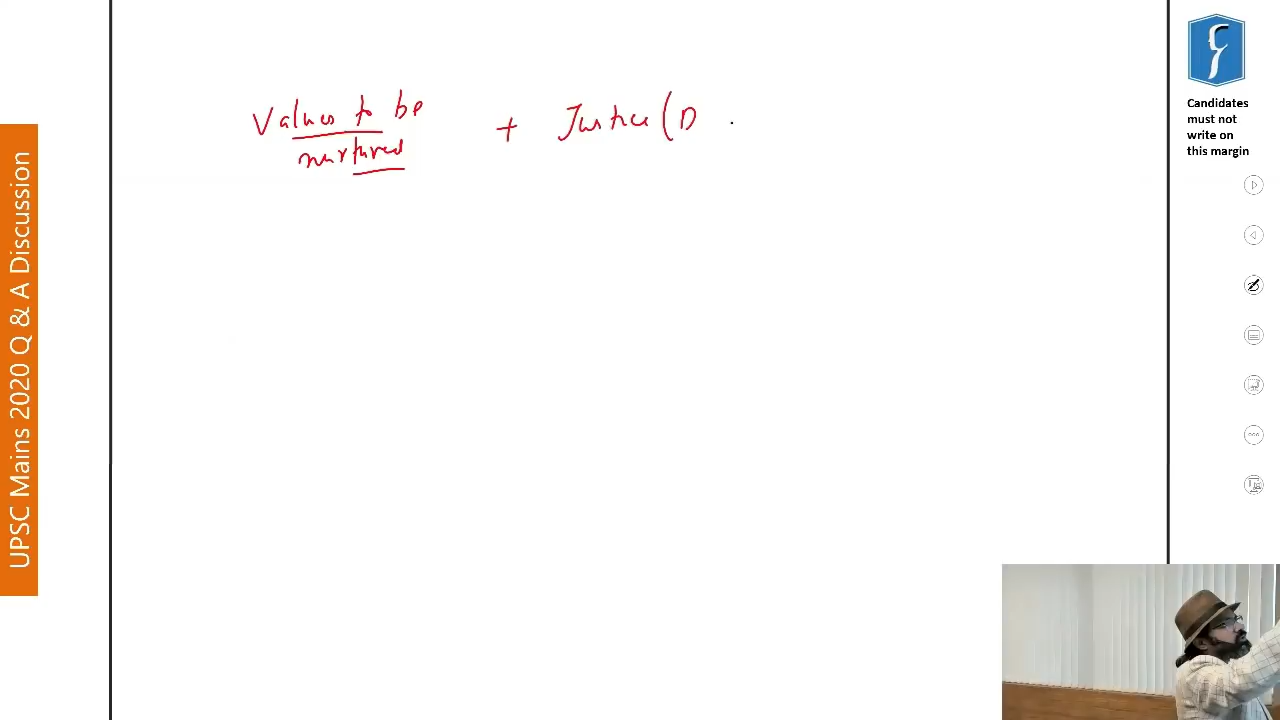 Values to be
nurtured
+ Justice (D
Candidates
must not
write on
this margin
UPSC Mains 2020 Q & A Discussion